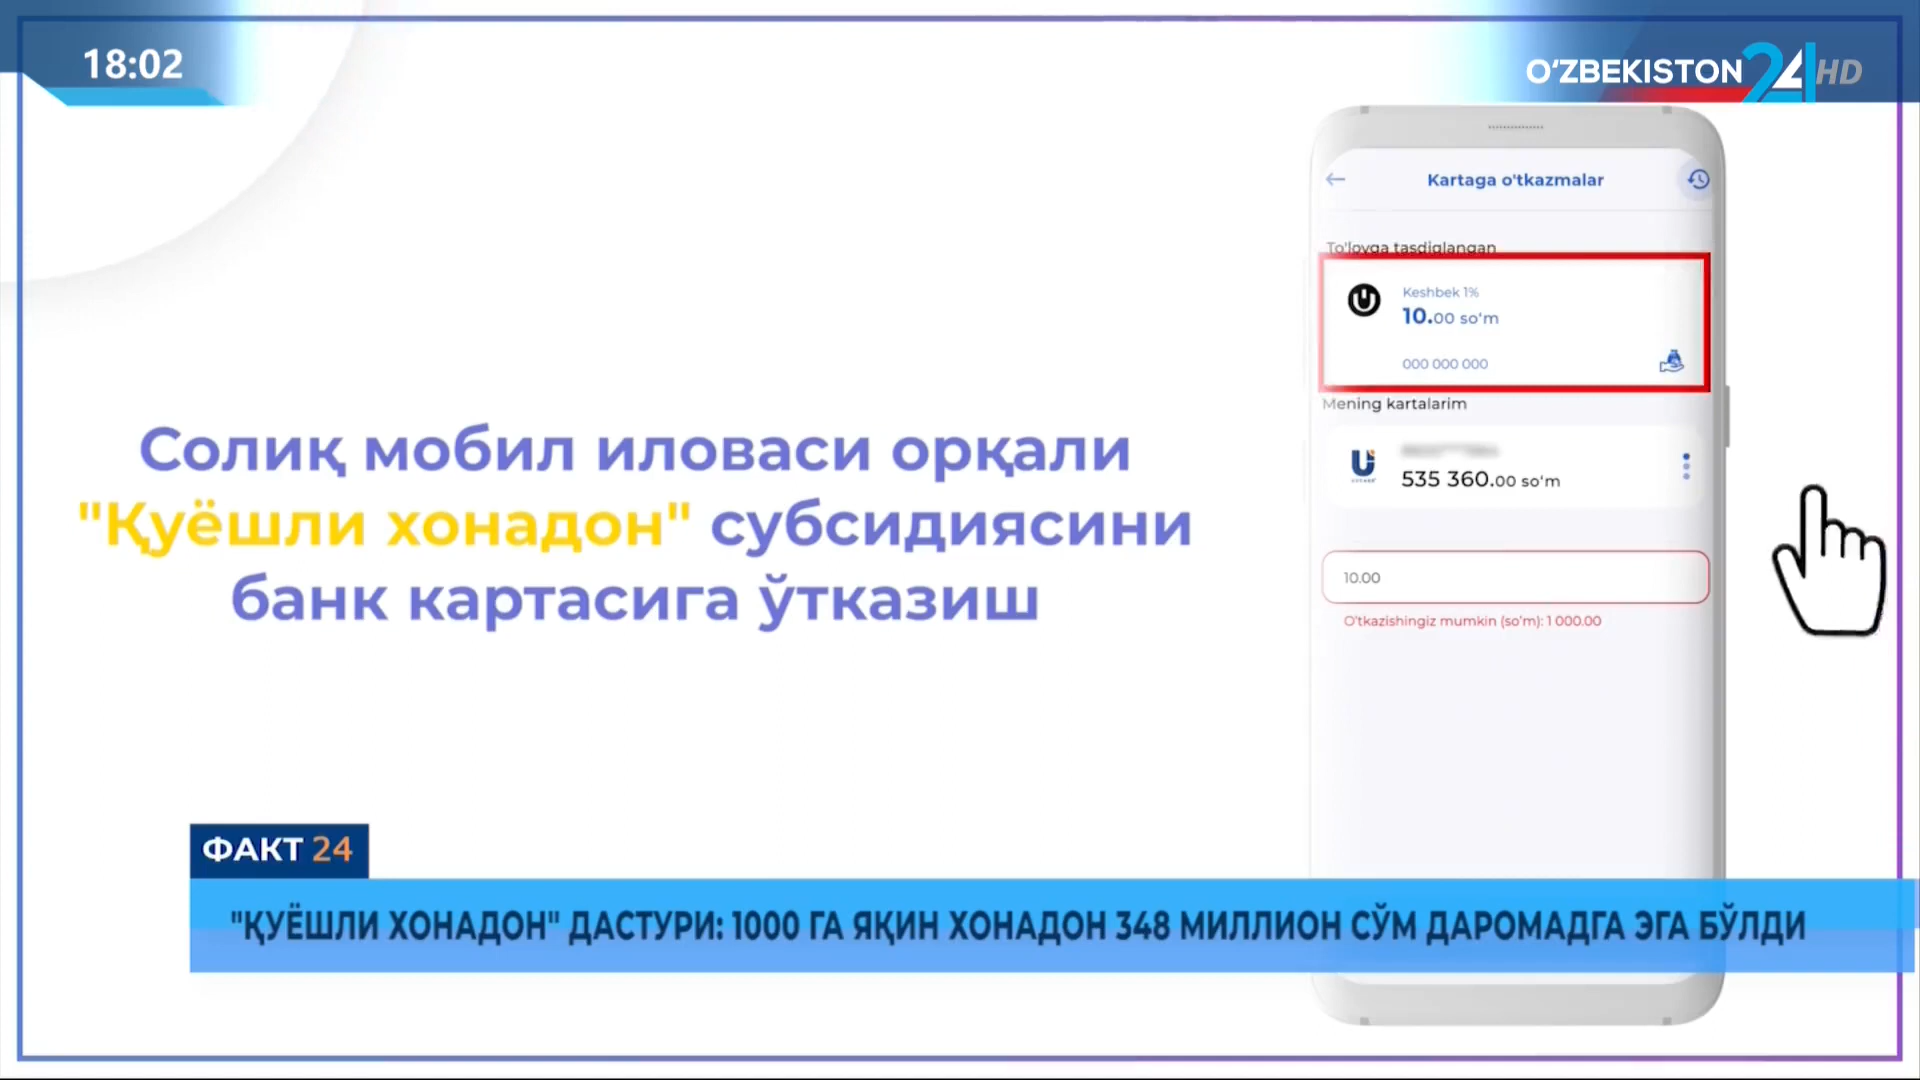 18:02
O‘ZBEKISTON 24 HD
Kartaga o'tkazmalar
To'lovga tasdiqlangan
Keshbek 1%
10.00 so'm
000 000 000
Mening kartalarim
535 360.00 so'm
10.00
O'tkazishingiz mumkin (so'm): 1 000.00
Солиқ мобил иловаси орқали
"Қуёшли хонадон" субсидиясини
банк картасига ўтказиш
ФАКТ 24
"ҚУЁШЛИ ХОНАДОН" ДАСТУРИ: 1000 ГА ЯҚИН ХОНАДОН 348 МИЛЛИОН СЎМ ДАРОМАДГА ЭГА БЎЛДИ